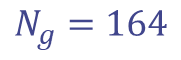 N_g = 164